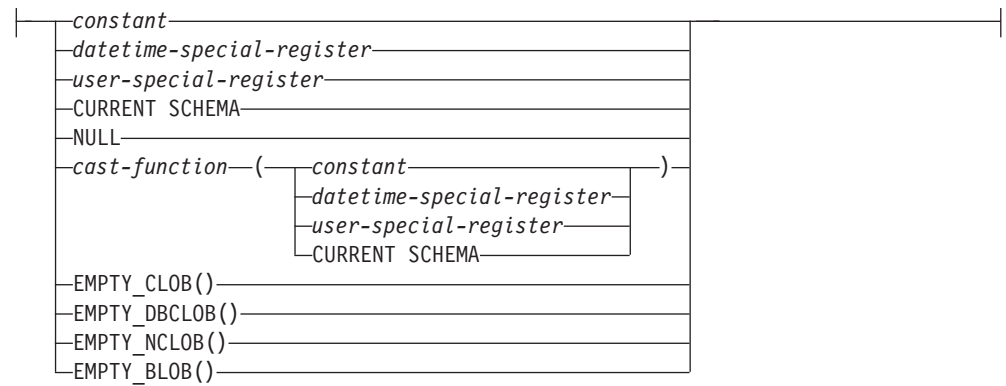 constant
datetime-special-register
user-special-register
CURRENT SCHEMA
NULL
cast-function ( constant )
datetime-special-register
user-special-register
CURRENT SCHEMA
EMPTY_CLOB()
EMPTY_DBCLOB()
EMPTY_NCLOB()
EMPTY_BLOB()